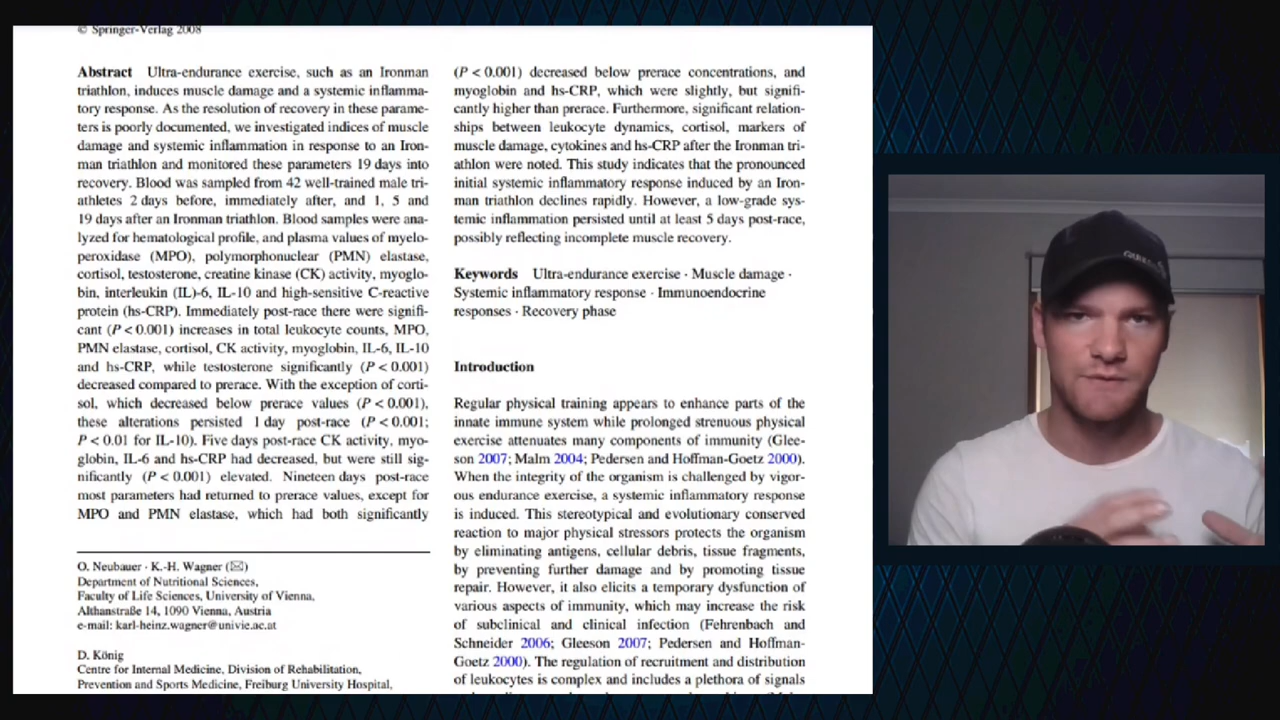 © Springer-Verlag 2008
Abstract Ultra-endurance exercise, such as an Ironman
triathlon, induces muscle damage and a systemic inflamma-
tory response. As the resolution of recovery in these parame-
ters is poorly documented, we investigated indices of muscle
damage and systemic inflammation in response to an Iron-
man triathlon and monitored these parameters 19 days into
recovery. Blood was sampled from 42 well-trained male tri-
athletes 2 days before, immediately after, and 1, 5 and
19 days after an Ironman triathlon. Blood samples were ana-
lyzed for hematological profile, and plasma values of myelo-
peroxidase (MPO), polymorphonuclear (PMN) elastase,
cortisol, testosterone, creatine kinase (CK) activity, myoglo-
bin, interleukin (IL)-6, IL-10 and high-sensitive C-reactive
protein (hs-CRP). Immediately post-race there were signifi-
cant (P < 0.001) increases in total leukocyte counts, MPO,
PMN elastase, cortisol, CK activity, myoglobin, IL-6, IL-10
and hs-CRP, while testosterone significantly (P < 0.001)
decreased compared to prerace. With the exception of corti-
sol, which decreased below prerace values (P < 0.001),
these alterations persisted 1 day post-race (P < 0.001;
P < 0.01 for IL-10). Five days post-race CK activity, myo-
globin, IL-6 and hs-CRP had decreased, but were still sig-
nificantly (P < 0.001) elevated. Nineteen days post-race
most parameters had returned to prerace values, except for
MPO and PMN elastase, which had both significantly
O. Neubauer · K.-H. Wagner (✉)
Department of Nutritional Sciences,
Faculty of Life Sciences, University of Vienna,
Althanstraße 14, 1090 Vienna, Austria
e-mail: karl-heinz.wagner@univie.ac.at
D. König
Centre for Internal Medicine, Division of Rehabilitation,
Prevention and Sports Medicine, Freiburg University Hospital,
(P < 0.001) decreased below prerace concentrations, and
myoglobin and hs-CRP, which were slightly, but signifi-
cantly higher than prerace. Furthermore, significant relation-
ships between leukocyte dynamics, cortisol, markers of
muscle damage, cytokines and hs-CRP after the Ironman tri-
athlon were noted. This study indicates that the pronounced
initial systemic inflammatory response induced by an Iron-
man triathlon declines rapidly. However, a low-grade sys-
temic inflammation persisted until at least 5 days post-race,
possibly reflecting incomplete muscle recovery.
Keywords Ultra-endurance exercise · Muscle damage ·
Systemic inflammatory response · Immunoendocrine
responses · Recovery phase
Introduction
Regular physical training appears to enhance parts of the
innate immune system while prolonged strenuous physical
exercise attenuates many components of immunity (Glee-
son 2007; Malm 2004; Pedersen and Hoffman-Goetz 2000).
When the integrity of the organism is challenged by vigor-
ous endurance exercise, a systemic inflammatory response
is induced. This stereotypical and evolutionary conserved
reaction to major physical stressors protects the organism
by eliminating antigens, cellular debris, tissue fragments,
by preventing further damage and by promoting tissue
repair. However, it also elicits a temporary dysfunction of
various aspects of immunity, which may increase the risk
of subclinical and clinical infection (Fehrenbach and
Schneider 2006; Gleeson 2007; Pedersen and Hoffman-
Goetz 2000). The regulation of recruitment and distribution
of leukocytes is complex and includes a plethora of signals